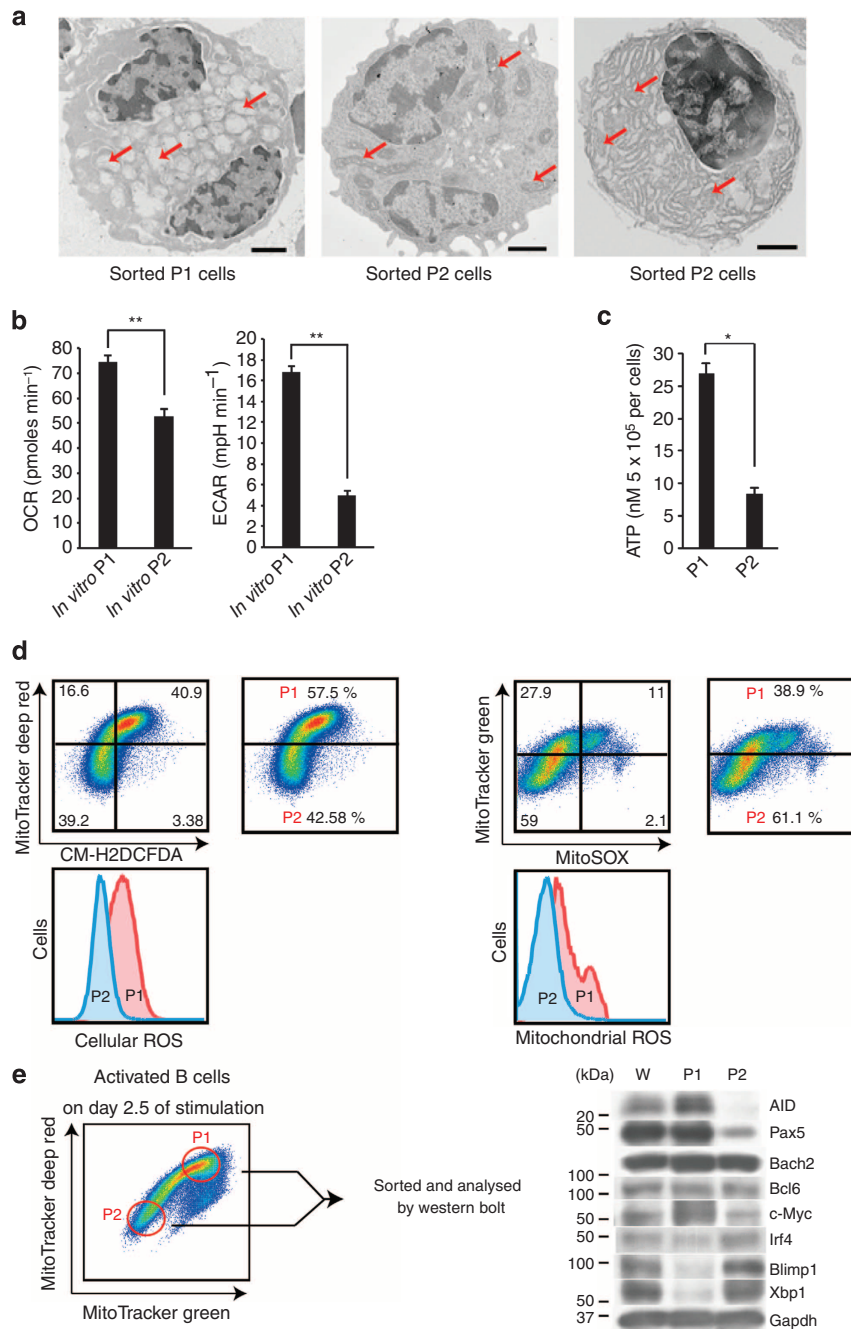 a
Sorted P1 cells
Sorted P2 cells
Sorted P2 cells
b
**
80
70
60
50
40
30
20
10
0
OCR (pmoles min⁻¹)
In vitro P1
In vitro P2
**
20
18
16
14
12
10
8
6
4
2
0
ECAR (mpH min⁻¹)
In vitro P1
In vitro P2
c
*
30
25
20
15
10
5
0
ATP (nM 5 x 10⁵ per cells)
P1
P2
d
MitoTracker deep red
16.6 40.9
39.2 3.38
CM-H2DCFDA
P1 57.5 %
P2 42.58 %
MitoTracker green
27.9 11
59 2.1
MitoSOX
P1 38.9 %
P2 61.1 %
Cells
P2 P1
Cellular ROS
Cells
P2 P1
Mitochondrial ROS
e
Activated B cells
on day 2.5 of stimulation
MitoTracker deep red
P1
P2
MitoTracker green
Sorted and analysed
by western bolt
(kDa) W P1 P2
20
AID
50
Pax5
Bach2
100
Bcl6
100
c-Myc
50
Irf4
50
Blimp1
100
Xbp1
50
Gapdh
37